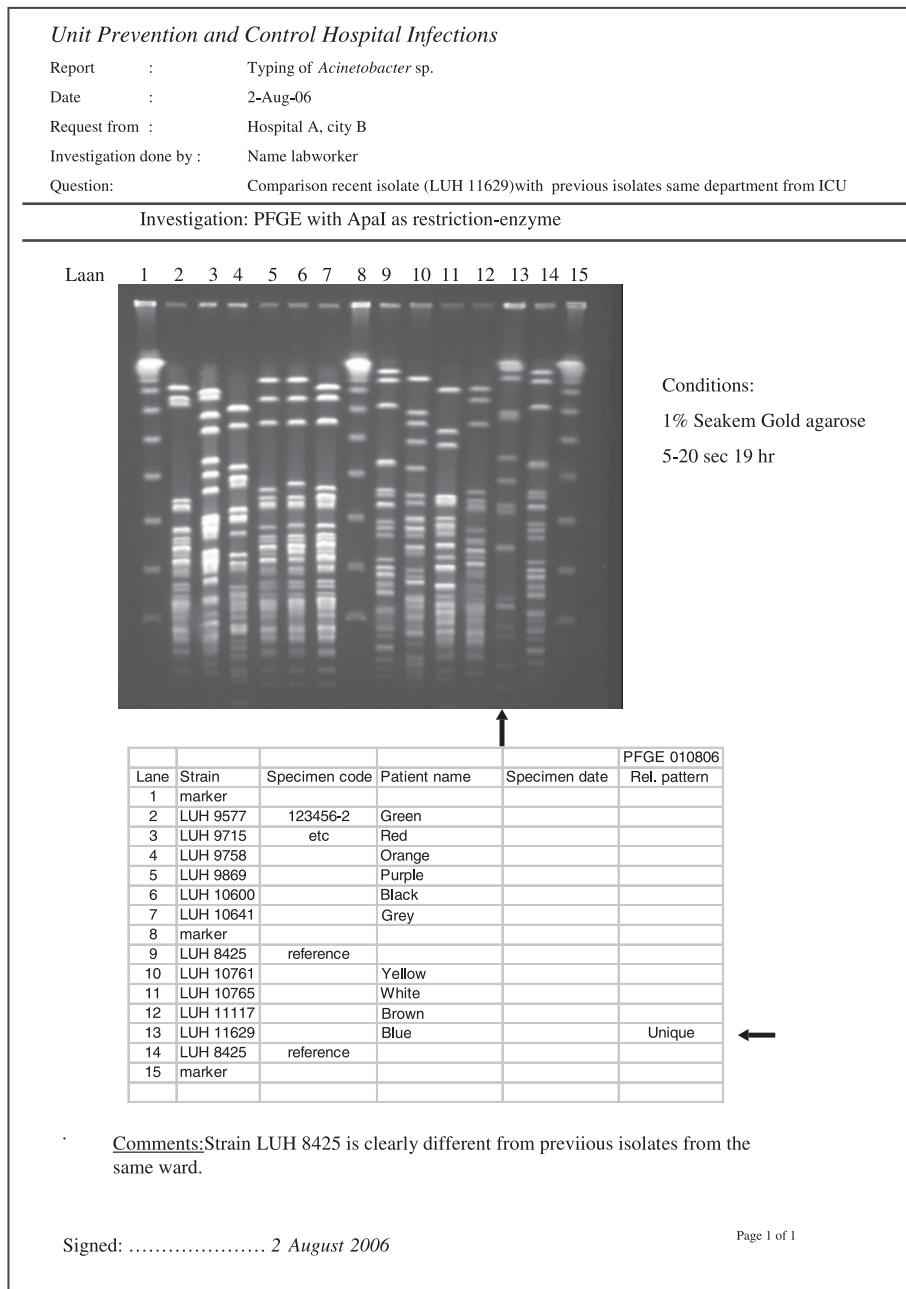 Unit Prevention and Control Hospital Infections
Report : Typing of Acinetobacter sp.
Date : 2-Aug-06
Request from : Hospital A, city B
Investigation done by : Name labworker
Question: Comparison recent isolate (LUH 11629)with previous isolates same department from ICU
Investigation: PFGE with ApaI as restriction-enzyme
Laan 1 2 3 4 5 6 7 8 9 10 11 12 13 14 15
Conditions:
1% Seakem Gold agarose
5-20 sec 19 hr
PFGE 010806
Lane Strain Specimen code Patient name Specimen date Rel. pattern
1 marker
2 LUH 9577 123456-2 Green
3 LUH 9715 etc Red
4 LUH 9758 Orange
5 LUH 9869 Purple
6 LUH 10600 Black
7 LUH 10641 Grey
8 marker
9 LUH 8425 reference
10 LUH 10761 Yellow
11 LUH 10765 White
12 LUH 11117 Brown
13 LUH 11629 Blue Unique
14 LUH 8425 reference
15 marker
Comments:Strain LUH 8425 is clearly different from previious isolates from the
same ward.
Signed: ………………… 2 August 2006
Page 1 of 1